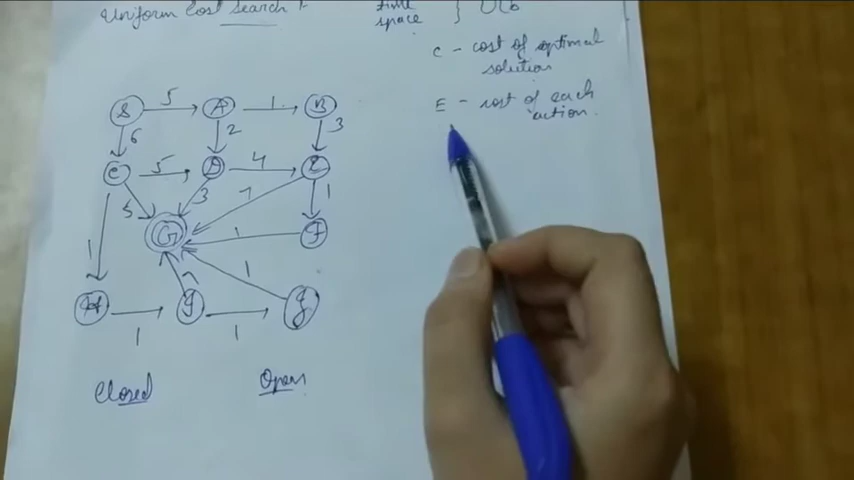 Uniform Cost Search
Time
space
c - cost of optimal
solution
E - cost of each
action.
S 5 A 1 B
6 2 3
C 5 D 4 E
5 3 7 1
G 1 F
1 7 1
H 1 1
Closed
Open